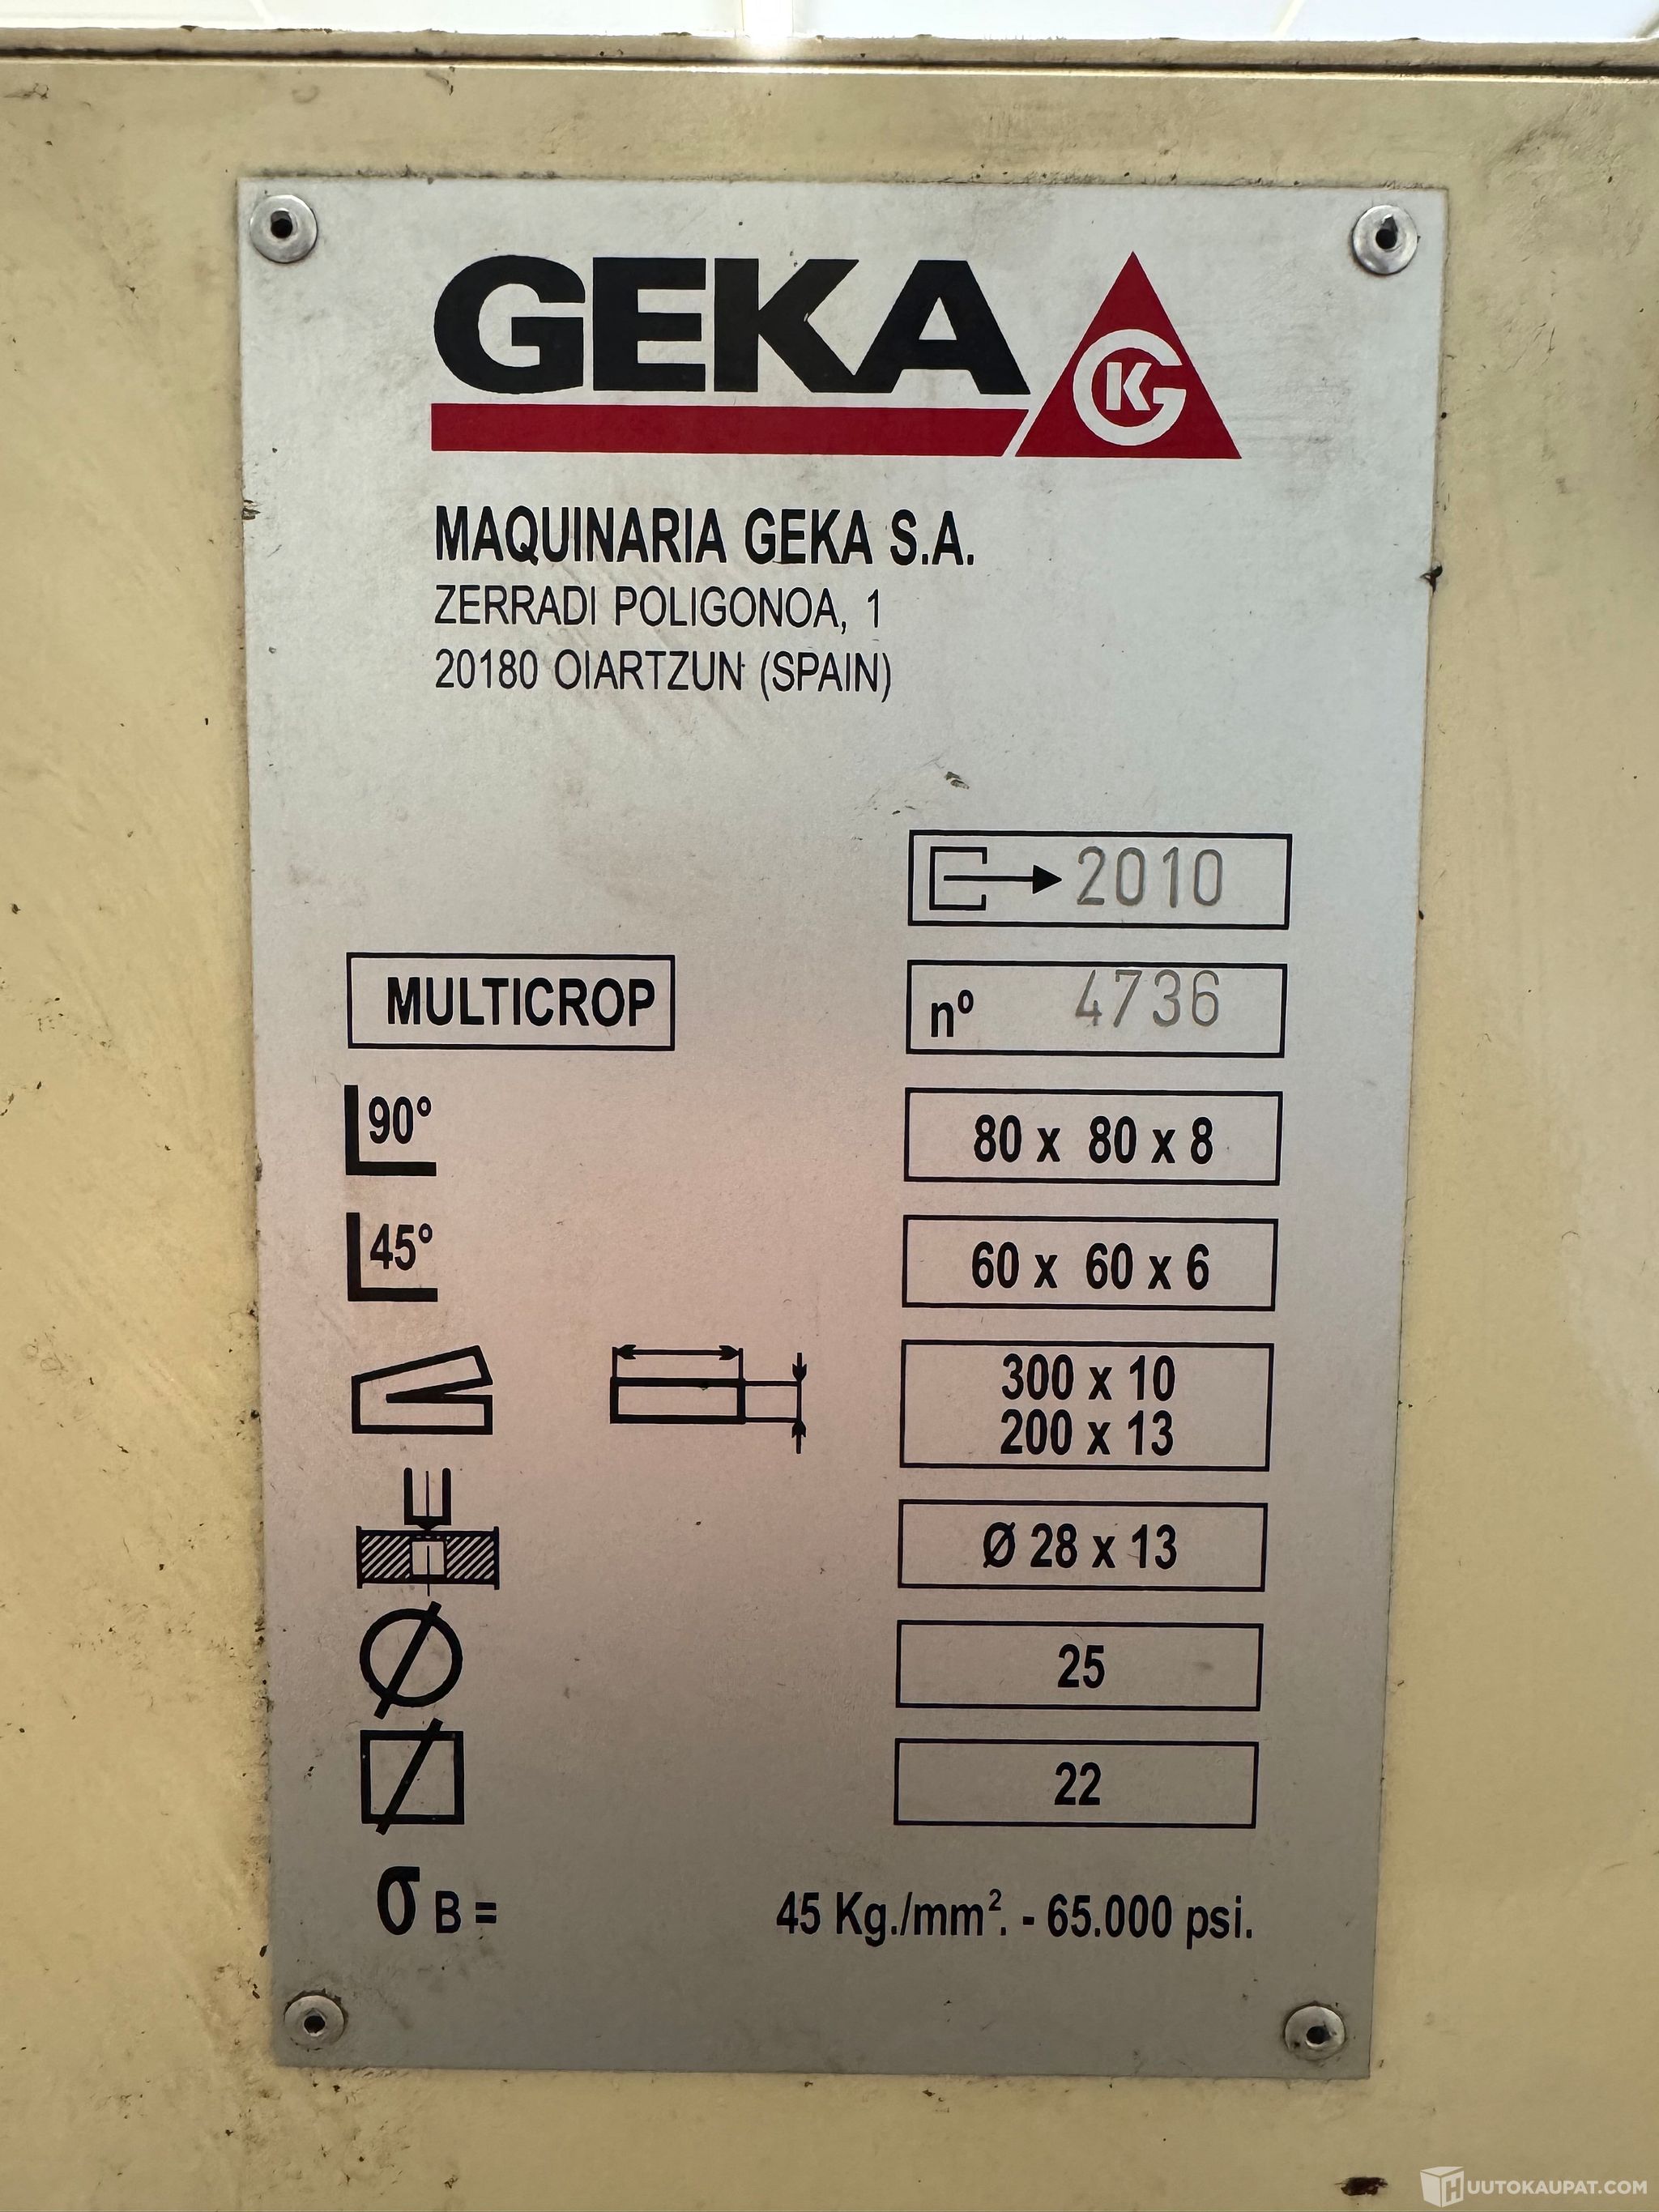 GEKA
GK
MAQUINARIA GEKA S.A.
ZERRADI POLIGONOA, 1
20180 OIARTZUN (SPAIN)
2010
MULTICROP nº 4736
90° 80 x 80 x 8
45° 60 x 60 x 6
300 x 10
200 x 13
Ø 28 x 13
Ø 25
22
σ B = 45 Kg./mm². - 65.000 psi.
HUUTOKAUPAT.COM